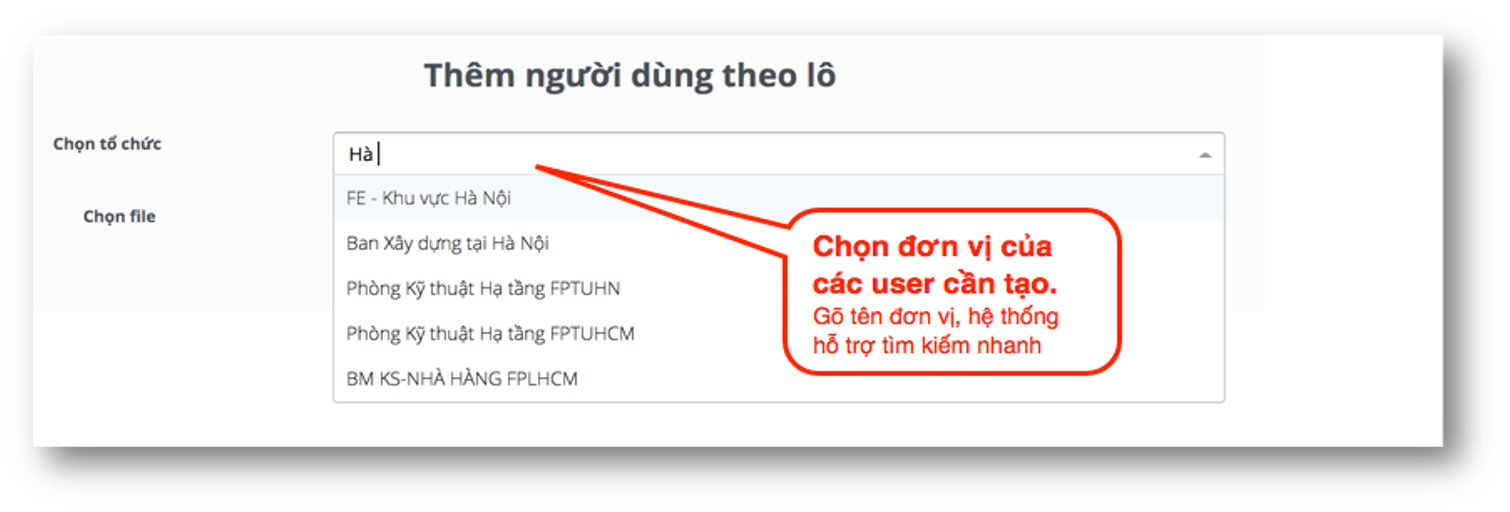 Thêm người dùng theo lô
Chọn tổ chức
Hà
FE - Khu vực Hà Nội
Chọn file
Ban Xây dựng tại Hà Nội
Phòng Kỹ thuật Hạ tầng FPTUHN
Phòng Kỹ thuật Hạ tầng FPTUHCM
BM KS-NHÀ HÀNG FPLHCM
Chọn đơn vị của
các user cần tạo.
Gõ tên đơn vị, hệ thống
hỗ trợ tìm kiếm nhanh